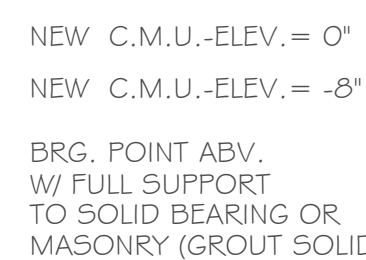 NEW C.M.U.-ELEV.= 0"
NEW C.M.U.-ELEV.= -8"
BRG. POINT ABV.
W/ FULL SUPPORT
TO SOLID BEARING OR
MASONRY (GROUT SOLID